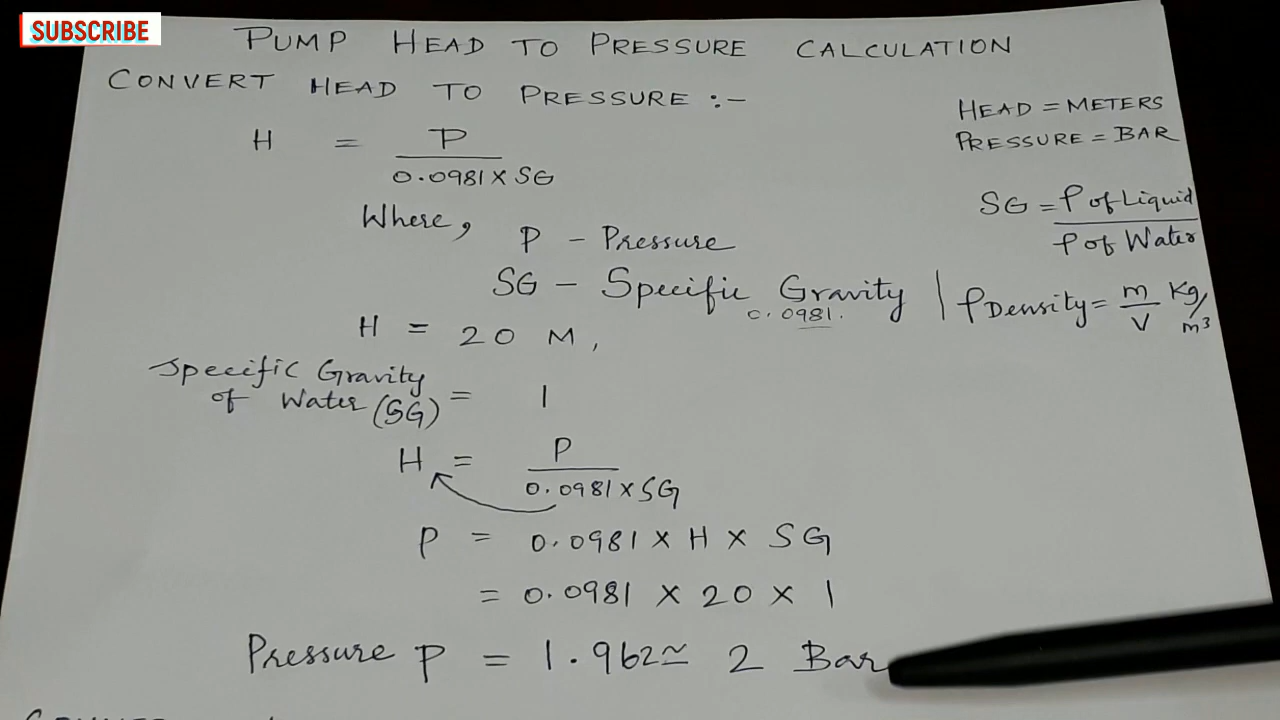 SUBSCRIBE
PUMP HEAD TO PRESSURE CALCULATION
CONVERT HEAD TO PRESSURE :-
HEAD = METERS
PRESSURE = BAR
H = P / 0.0981 X SG
SG = ρ of Liquid / ρ of Water
Where,
P - Pressure
SG - Specific Gravity | ρ Density = m/V Kg/m³
0.0981.
H = 20 M,
Specific Gravity
of Water (SG) = 1
H = P / 0.0981 X SG
P = 0.0981 X H X SG
= 0.0981 X 20 X 1
Pressure P = 1.962 ≃ 2 Bar